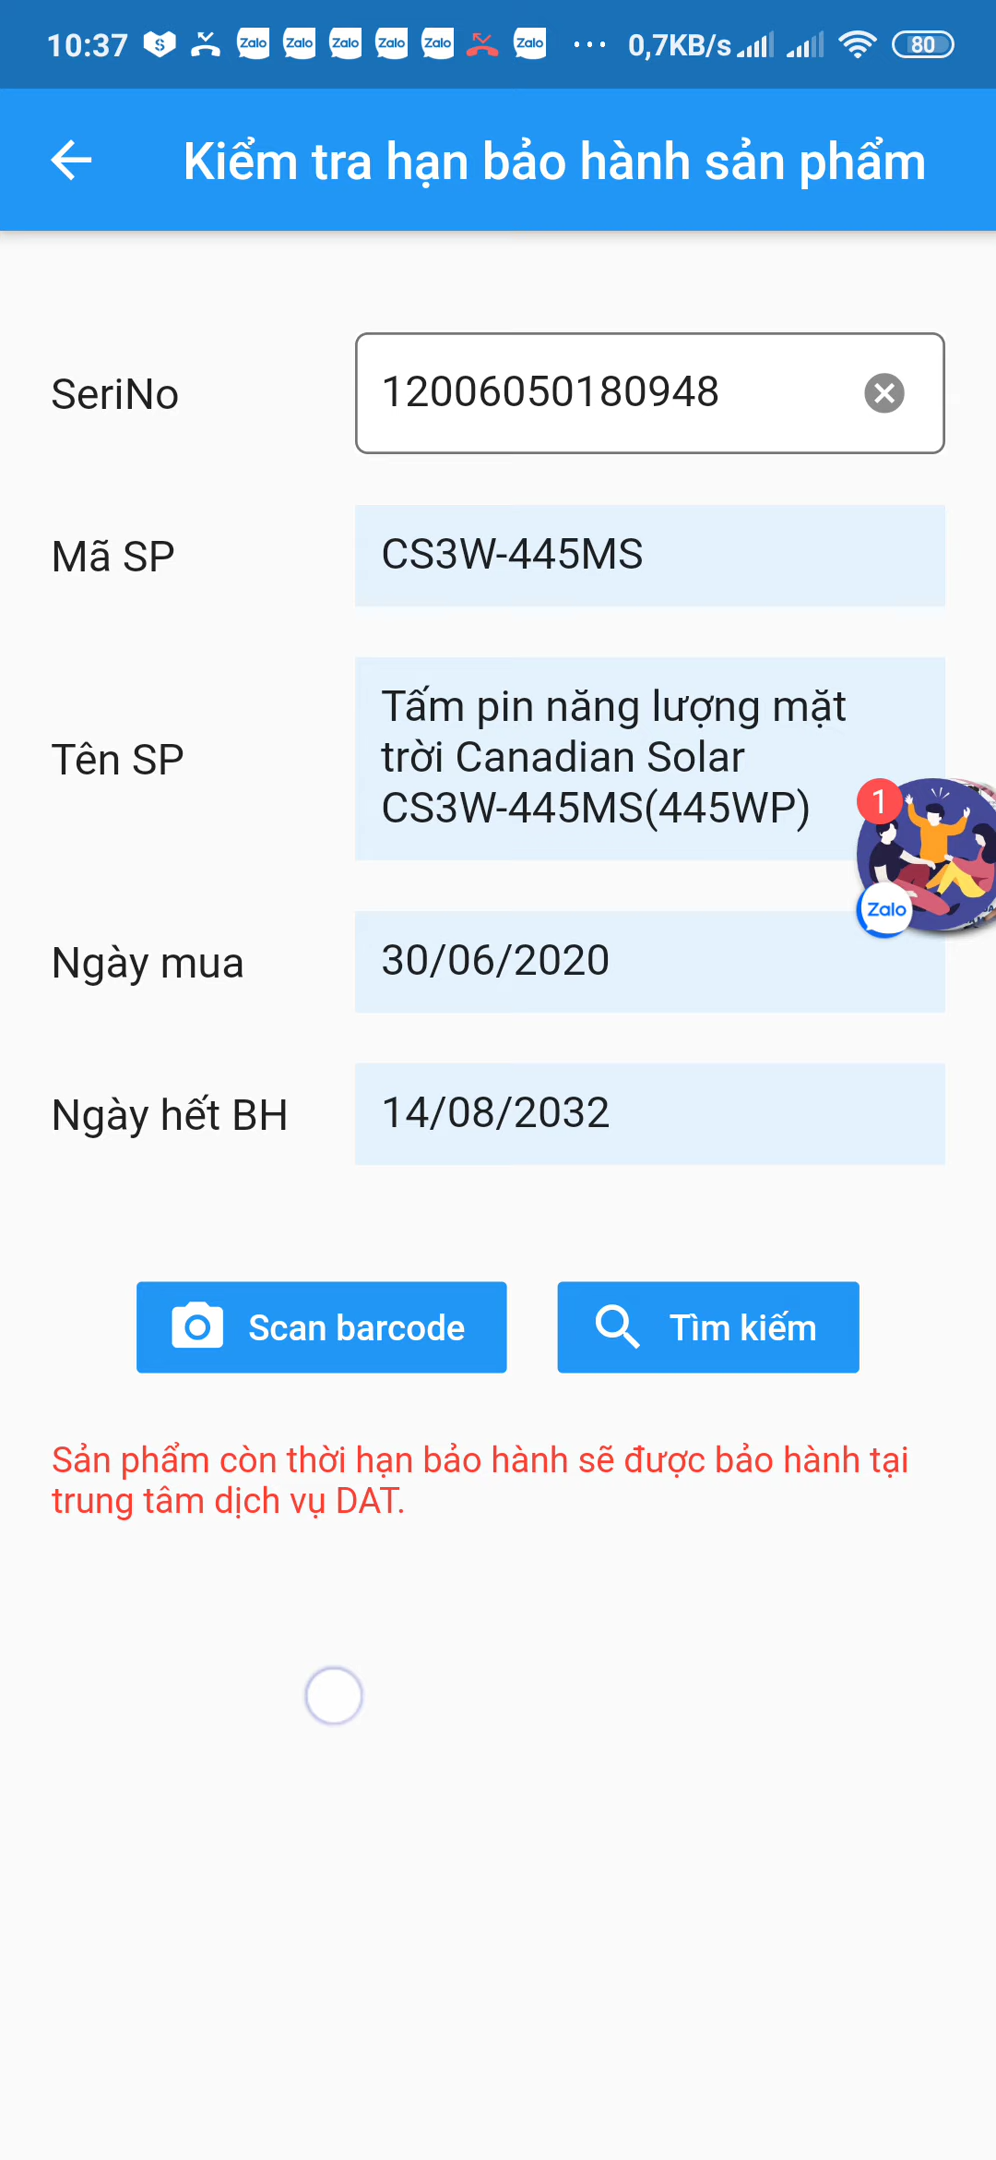 10:37 Zalo Zalo Zalo Zalo Zalo Zalo ... 0,7KB/s 80
Kiểm tra hạn bảo hành sản phẩm
SeriNo
12006050180948
Mã SP
CS3W-445MS
Tên SP
Tấm pin năng lượng mặt
trời Canadian Solar
CS3W-445MS(445WP)
1
Zalo
Ngày mua
30/06/2020
Ngày hết BH
14/08/2032
Scan barcode
Tìm kiếm
Sản phẩm còn thời hạn bảo hành sẽ được bảo hành tại
trung tâm dịch vụ DAT.